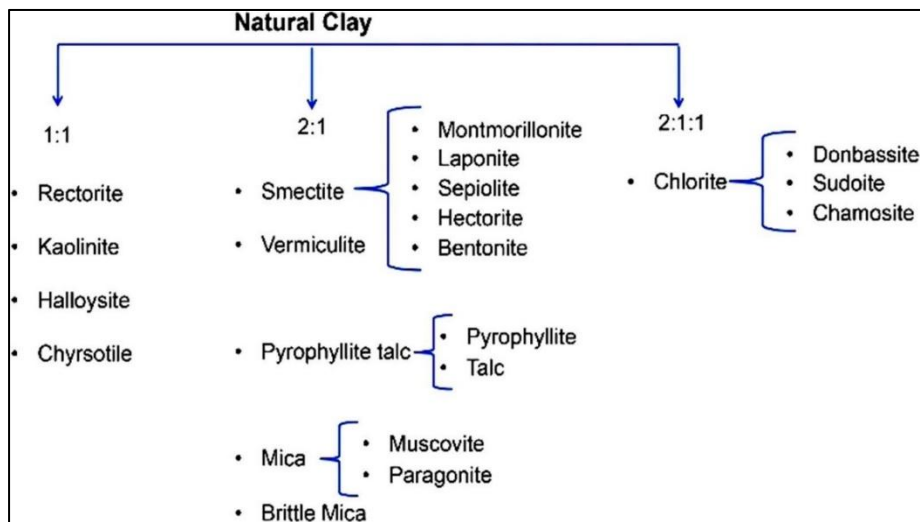 Natural Clay
1:1
• Rectorite
• Kaolinite
• Halloysite
• Chyrsotile
2:1
• Smectite
• Montmorillonite
• Laponite
• Sepiolite
• Hectorite
• Bentonite
• Vermiculite
• Pyrophyllite talc
• Pyrophyllite
• Talc
• Mica
• Muscovite
• Paragonite
• Brittle Mica
2:1:1
• Chlorite
• Donbassite
• Sudoite
• Chamosite